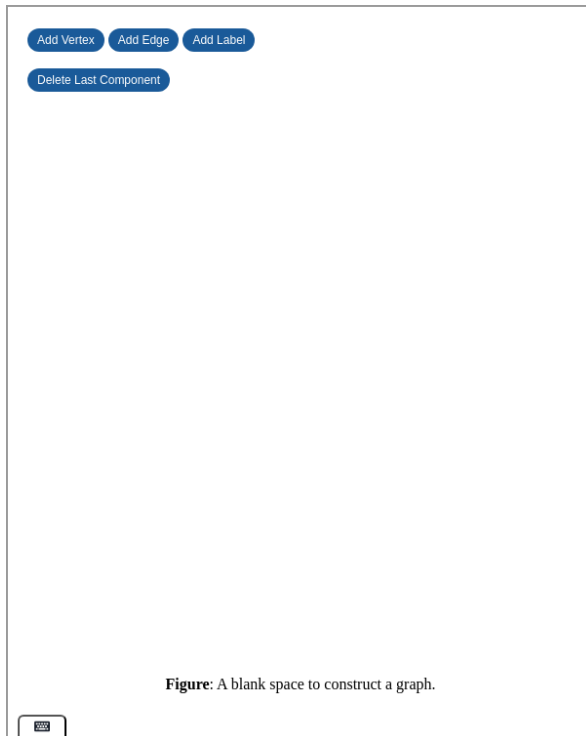 Add Vertex Add Edge Add Label
Delete Last Component
Figure: A blank space to construct a graph.